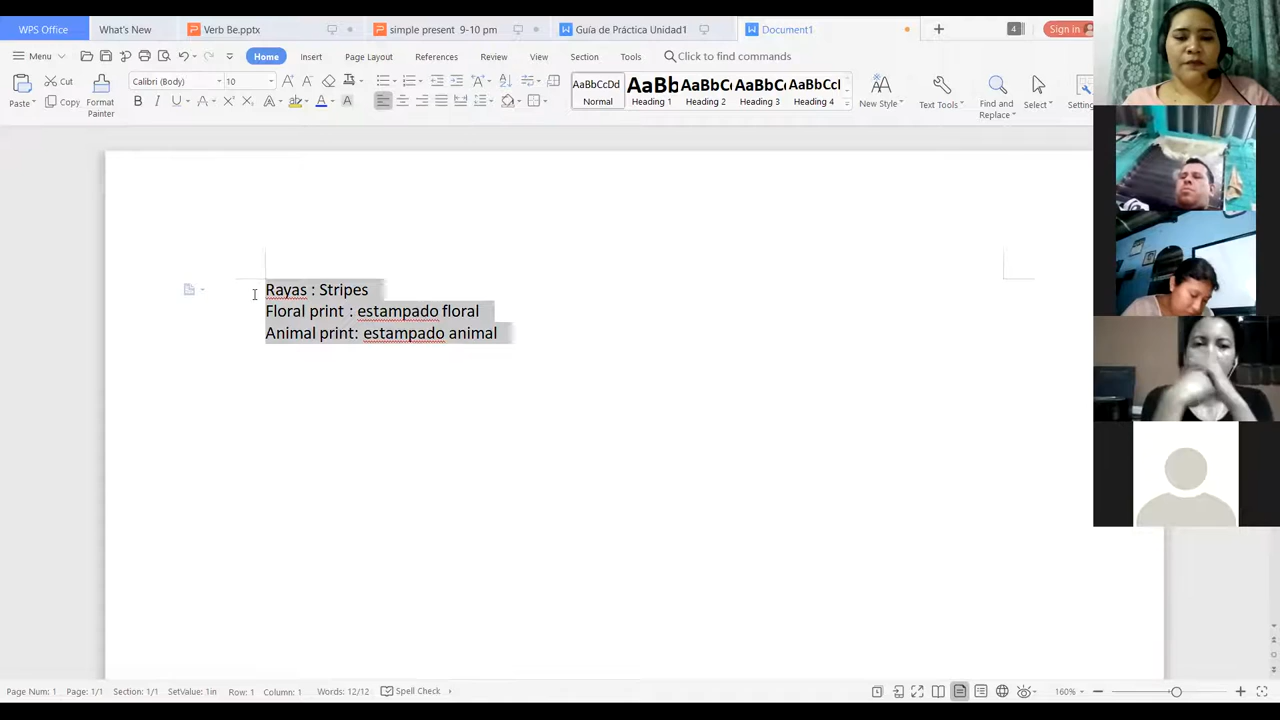 WPS Office What's New Verb Be.pptx simple present 9-10 pm Guía de Práctica Unidad1 Document1 4 Sign in
Menu Home Insert Page Layout References Review View Section Tools Click to find commands
Paste Cut Copy Format Painter Calibri (Body) 10 AaBbCcDd Normal AaBb Heading 1 AaBbC Heading 2 AaBbCc Heading 3 AaBbCcl Heading 4 New Style Text Tools Find and Replace Select Setting
Rayas : Stripes
Floral print : estampado floral
Animal print: estampado animal
Page Num: 1 Page: 1/1 Section: 1/1 SetValue: 1in Row: 1 Column: 1 Words: 12/12 Spell Check 160%